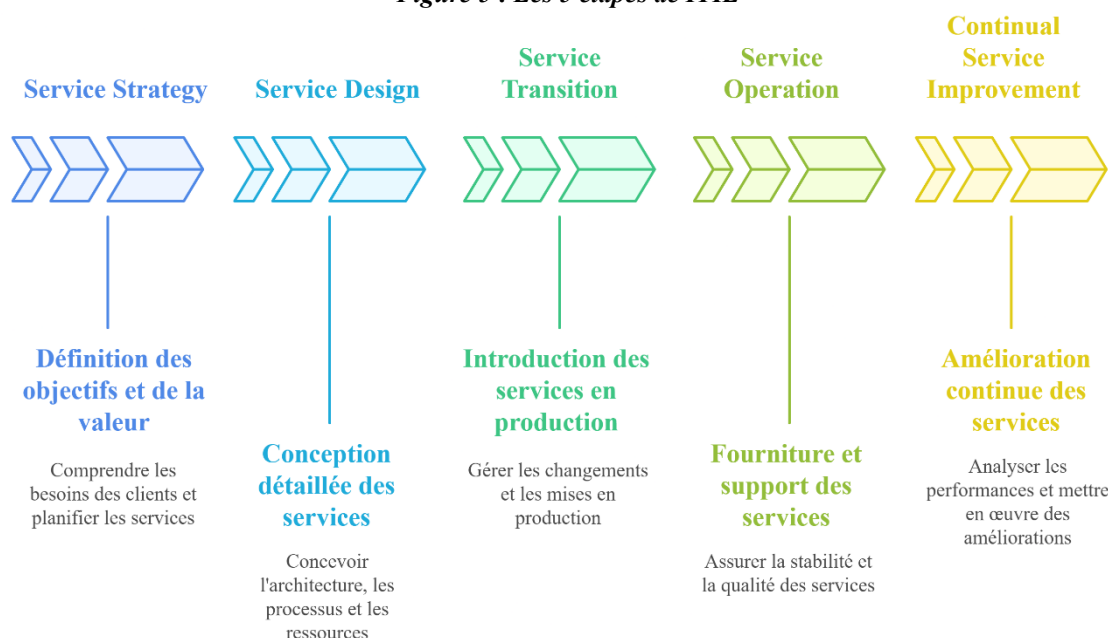 Service Strategy
Service Design
Service
Transition
Service
Operation
Continual
Service
Improvement
Définition des
objectifs et de la
valeur
Comprendre les
besoins des clients et
planifier les services
Conception
détaillée des
services
Concevoir
l'architecture, les
processus et les
ressources
Introduction des
services en
production
Gérer les changements
et les mises en
production
Fourniture et
support des
services
Assurer la stabilité et
la qualité des services
Amélioration
continue des
services
Analyser les
performances et mettre
en œuvre des
améliorations